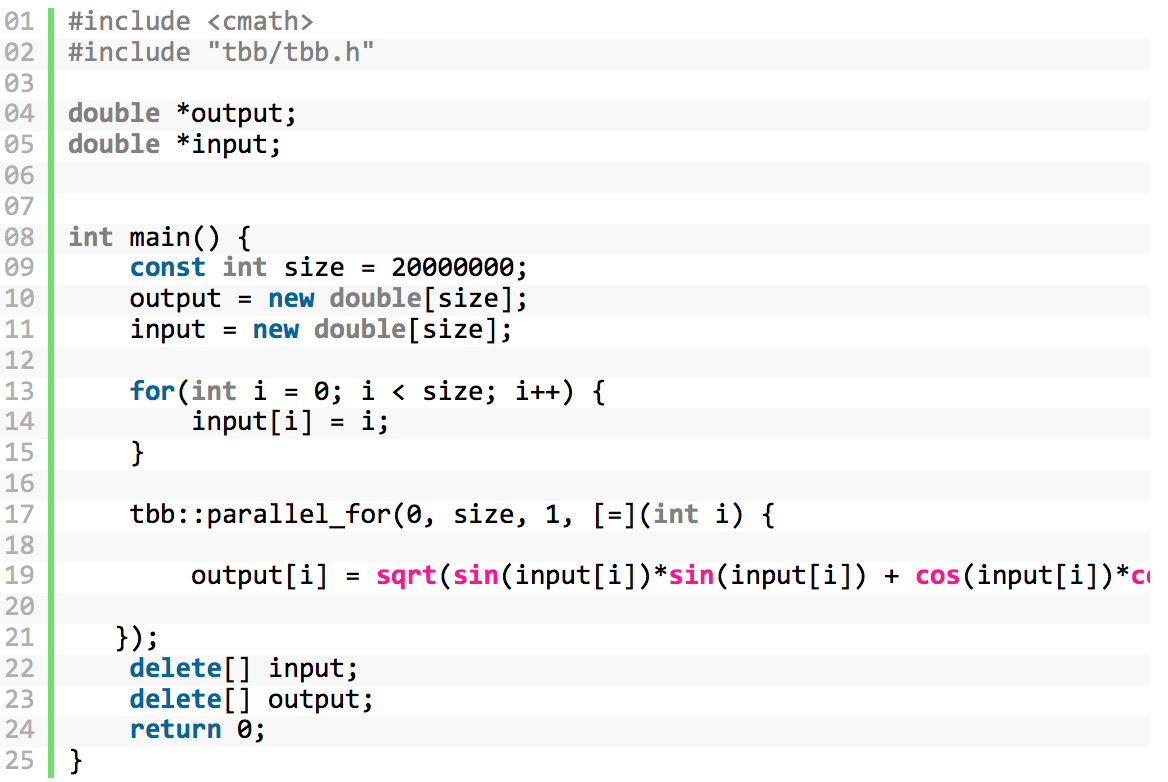 01 #include <cmath>
02 #include "tbb/tbb.h"
03
04 double *output;
05 double *input;
06
07
08 int main() {
09     const int size = 20000000;
10     output = new double[size];
11     input = new double[size];
12
13     for(int i = 0; i < size; i++) {
14         input[i] = i;
15     }
16
17     tbb::parallel_for(0, size, 1, [=](int i) {
18
19         output[i] = sqrt(sin(input[i])*sin(input[i]) + cos(input[i])*c
20
21    });
22     delete[] input;
23     delete[] output;
24     return 0;
25 }